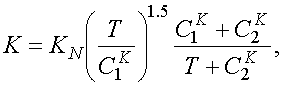 K = K_N (T / C_1^K)^{1.5} (C_1^K + C_2^K) / (T + C_2^K),